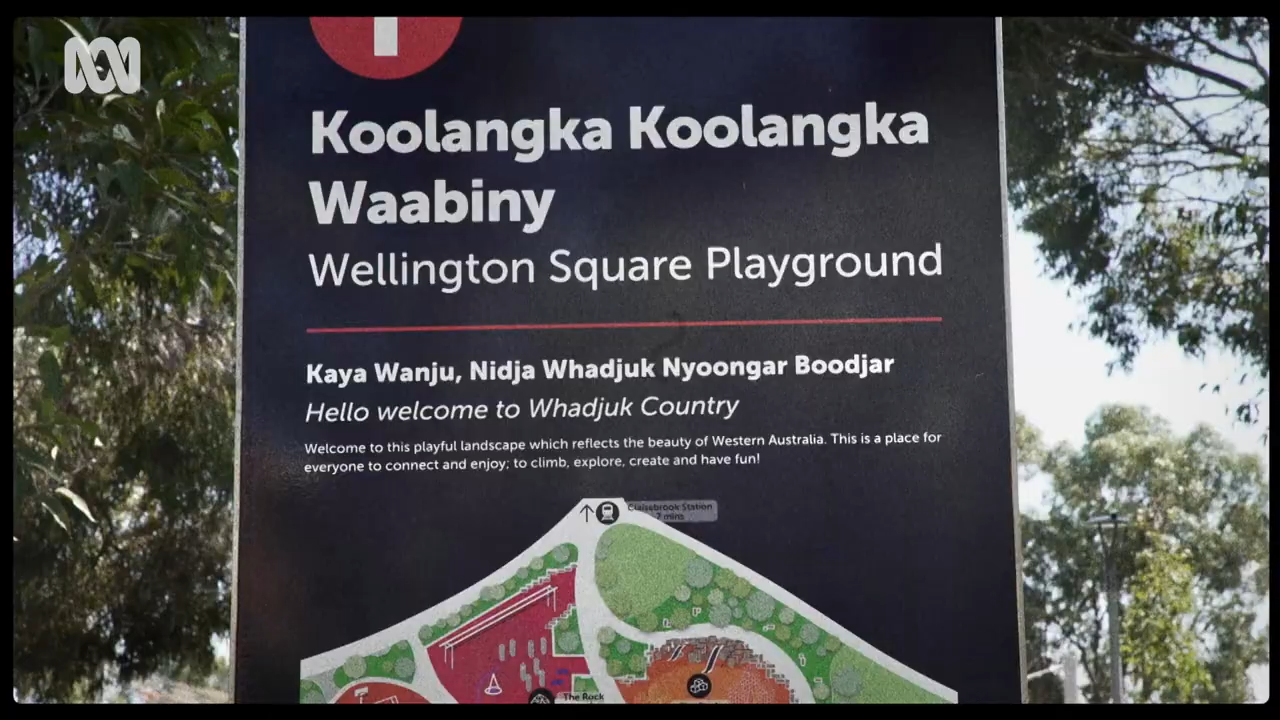 Koolangka Koolangka
Waabiny
Wellington Square Playground
Kaya Wanju, Nidja Whadjuk Nyoongar Boodjar
Hello welcome to Whadjuk Country
Welcome to this playful landscape which reflects the beauty of Western Australia. This is a place for
everyone to connect and enjoy; to climb, explore, create and have fun!
Claisebrook Station
7 mins
The Rock